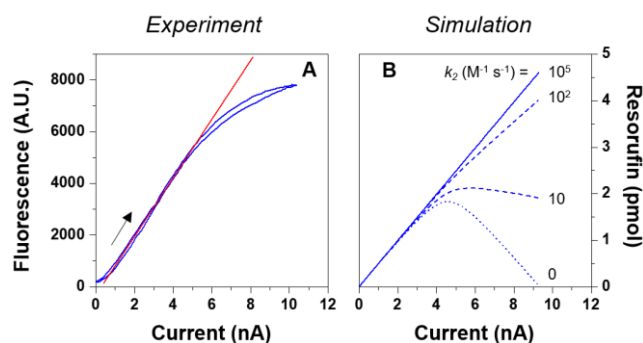 Experiment
Simulation
A
Fluorescence (A.U.)
8000
6000
4000
2000
0
0 2 4 6 8 10 12
Current (nA)
B
k₂ (M⁻¹ s⁻¹) =
10⁵
10²
10
0
5
4
3
2
1
0
Resorufin (pmol)
0 2 4 6 8 10 12
Current (nA)